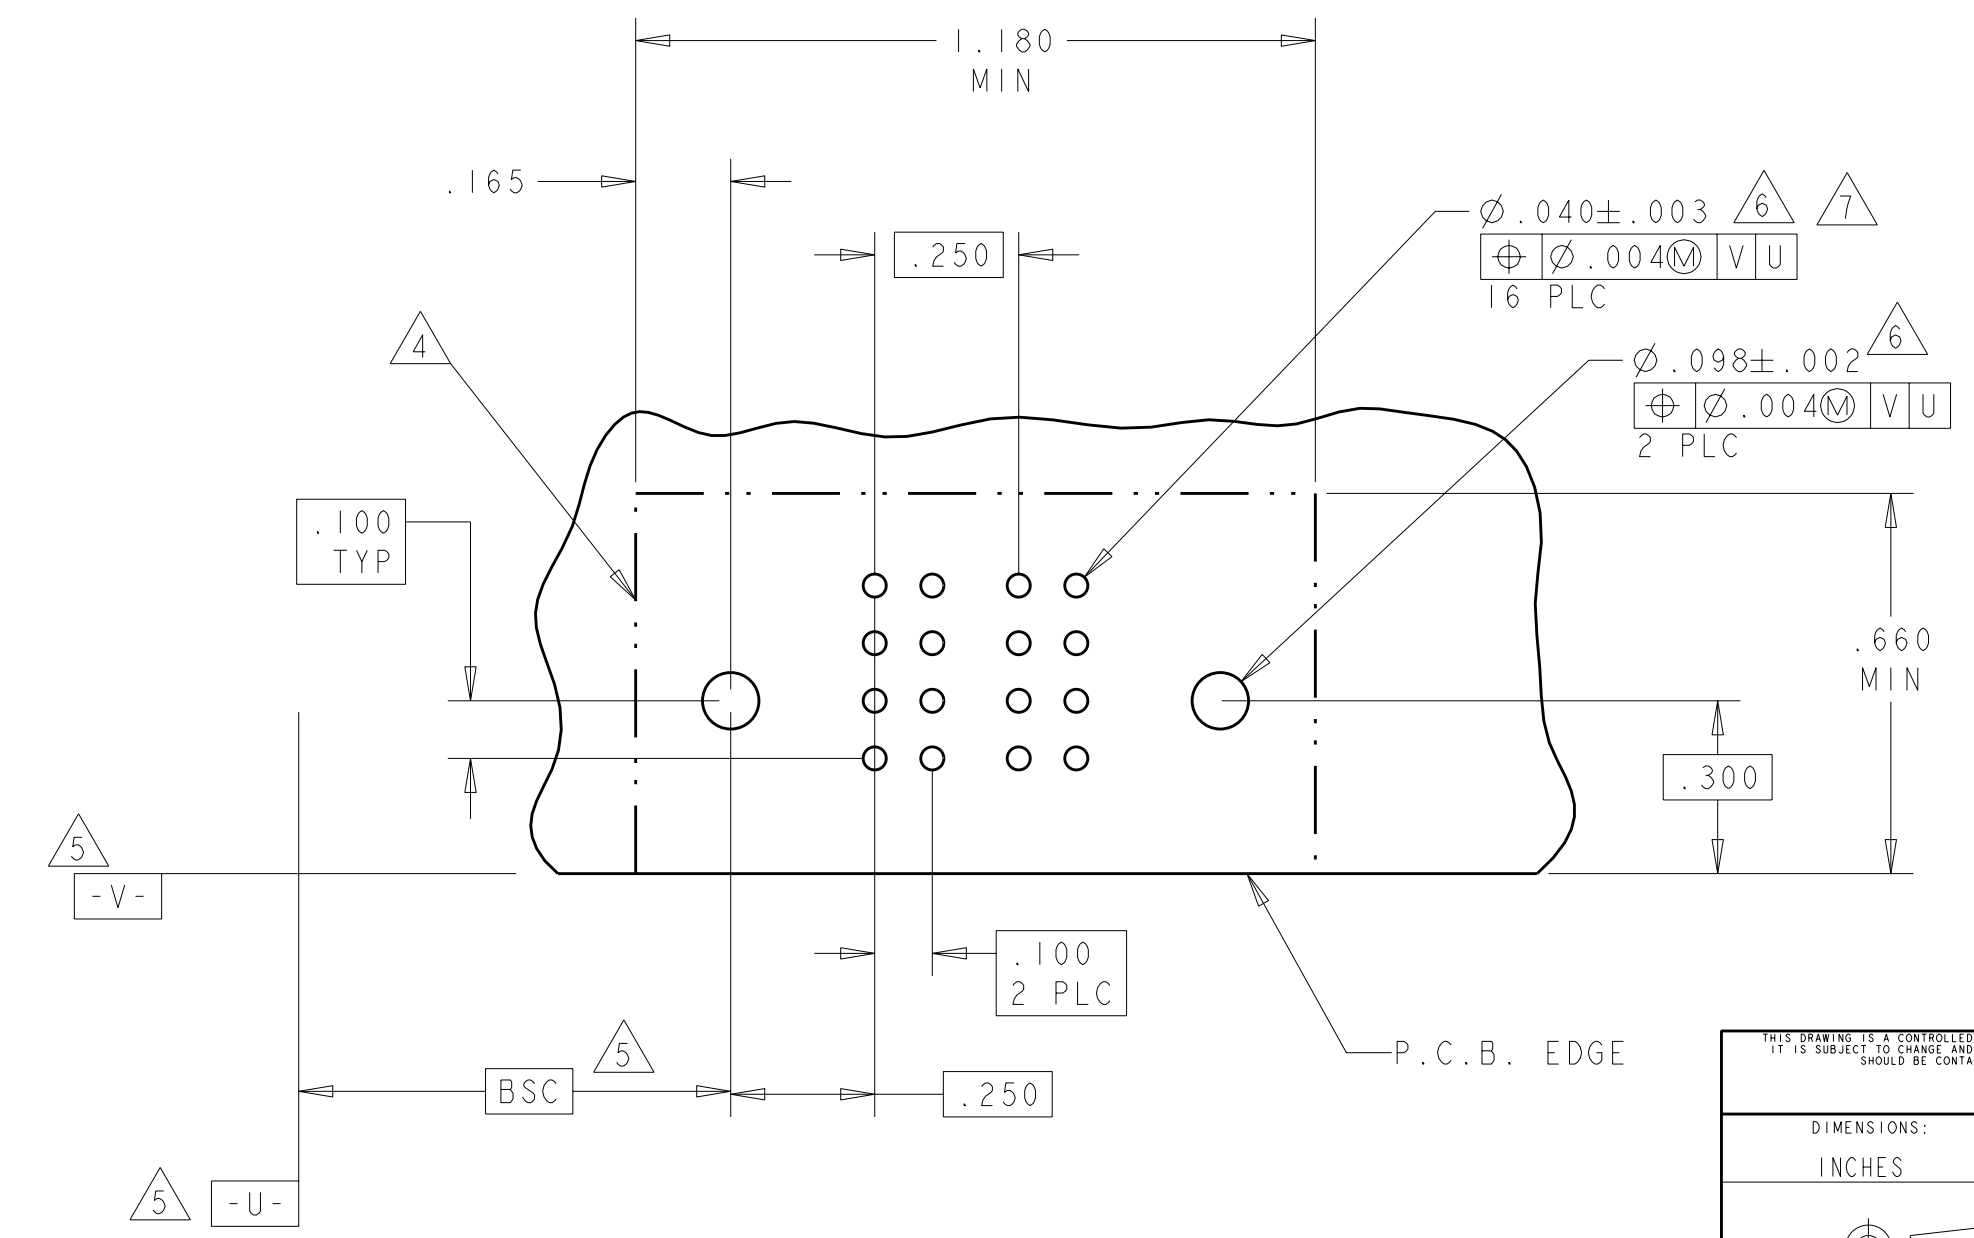 1.180
MIN
.165
.250
Ø.040±.003 6 7
⌖ Ø.004Ⓜ V U
16 PLC
4
6
Ø.098±.002
⌖ Ø.004Ⓜ V U
2 PLC
.100
TYP
.660
MIN
.300
5
-V-
.100
2 PLC
5
P.C.B. EDGE
BSC
.250
5
-U-
THIS DRAWING IS A CONTROLLED
IT IS SUBJECT TO CHANGE AND
SHOULD BE CONTA
DIMENSIONS:
INCHES